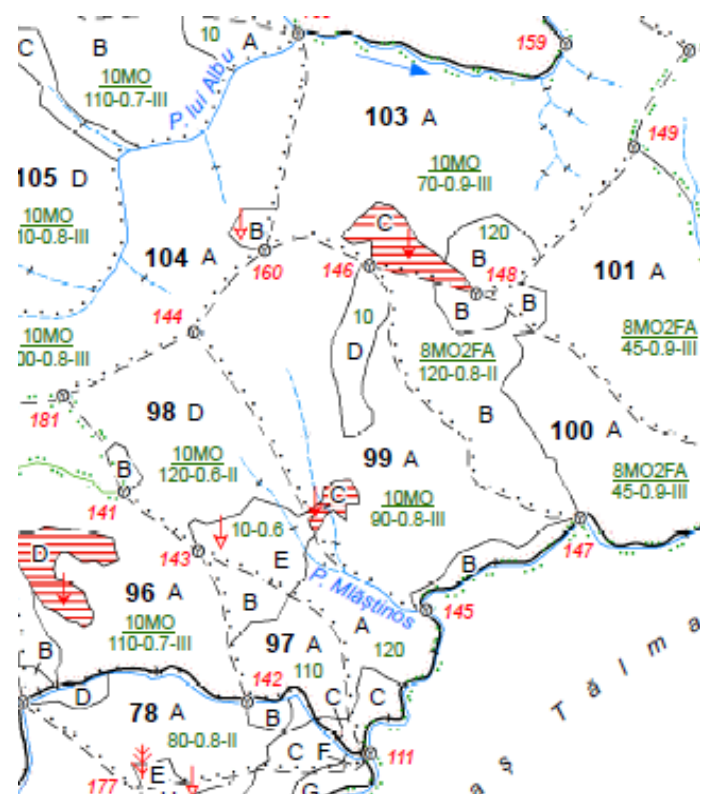 C
B
10
A
159
10MO
110-0.7-III
P. lui Albu
103 A
149
105 D
10MO
70-0.9-III
10MO
10-0.8-III
B
C
120
B
104 A
160
146
148
101 A
B
B
144
10
D
10MO
00-0.8-III
8MO2FA
120-0.8-II
8MO2FA
45-0.9-III
181
98 D
B
100 A
10MO
120-0.6-II
99 A
B
C
10MO
90-0.8-III
8MO2FA
45-0.9-III
141
10-0.6
143
E
147
D
P. Mlăştinos
B
96 A
B
145
10MO
110-0.7-III
A
97 A
120
B
110
D
142
C
C
78 A
B
80-0.8-II
C
F
111
177
E
G
aş Tălma